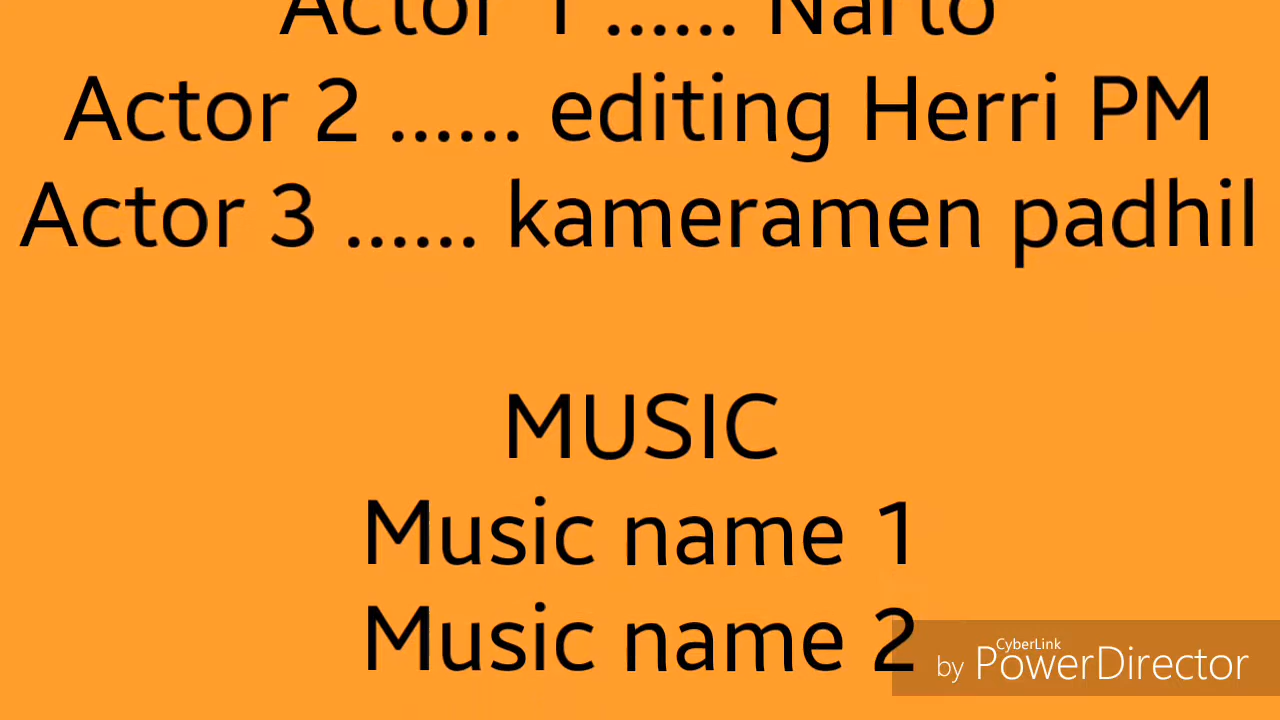 Actor 1 ...... Narto
Actor 2 ...... editing Herri PM
Actor 3 ...... kameramen padhil
MUSIC
Music name 1
Music name 2
by CyberLink PowerDirector